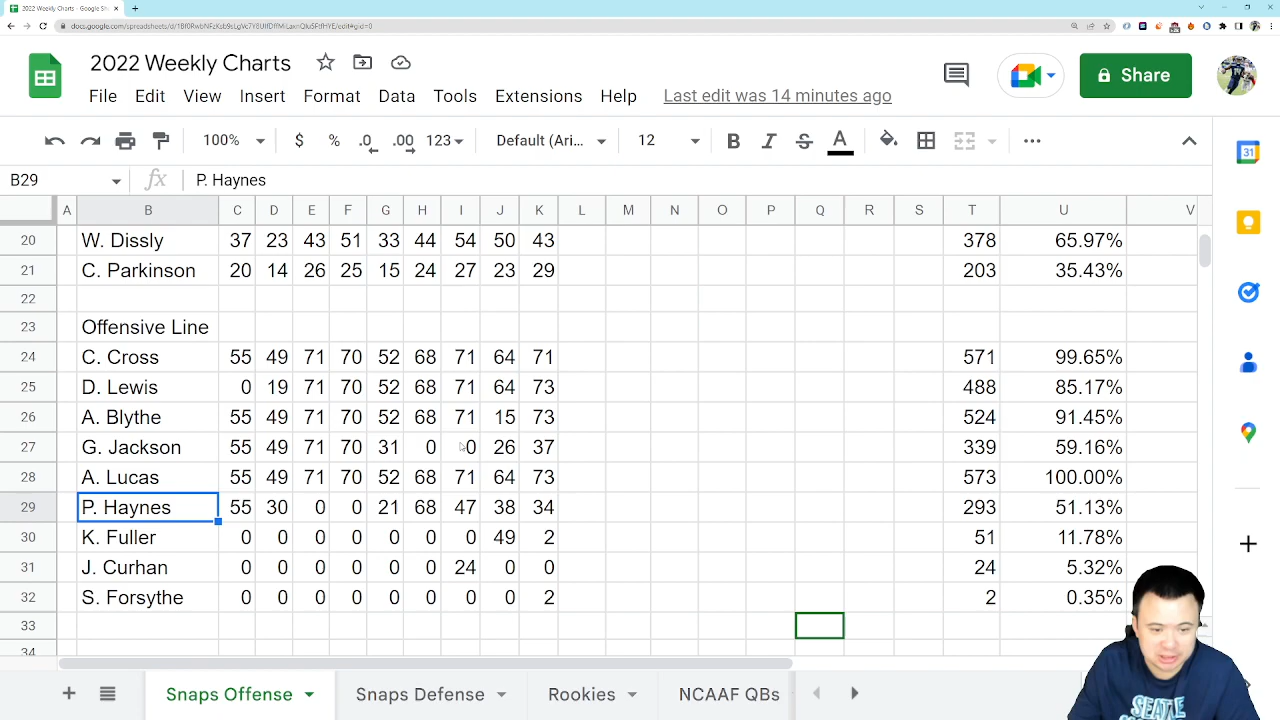 2022 Weekly Charts
docs.google.com/spreadsheets/d/
2022 Weekly Charts
File Edit View Insert Format Data Tools Extensions Help Last edit was 14 minutes ago
Share
100% $ % .0 .00 123 Default (Ari... 12 B I S A
B29 fx P. Haynes
A B C D E F G H I J K L M N O P Q R S T U V
20 W. Dissly 37 23 43 51 33 44 54 50 43 378 65.97%
21 C. Parkinson 20 14 26 25 15 24 27 23 29 203 35.43%
22
23 Offensive Line
24 C. Cross 55 49 71 70 52 68 71 64 71 571 99.65%
25 D. Lewis 0 19 71 70 52 68 71 64 73 488 85.17%
26 A. Blythe 55 49 71 70 52 68 71 15 73 524 91.45%
27 G. Jackson 55 49 71 70 31 0 0 26 37 339 59.16%
28 A. Lucas 55 49 71 70 52 68 71 64 73 573 100.00%
29 P. Haynes 55 30 0 0 21 68 47 38 34 293 51.13%
30 K. Fuller 0 0 0 0 0 0 0 49 2 51 11.78%
31 J. Curhan 0 0 0 0 0 0 24 0 0 24 5.32%
32 S. Forsythe 0 0 0 0 0 0 0 0 2 2 0.35%
33
34
Snaps Offense Snaps Defense Rookies NCAAF QBs
31